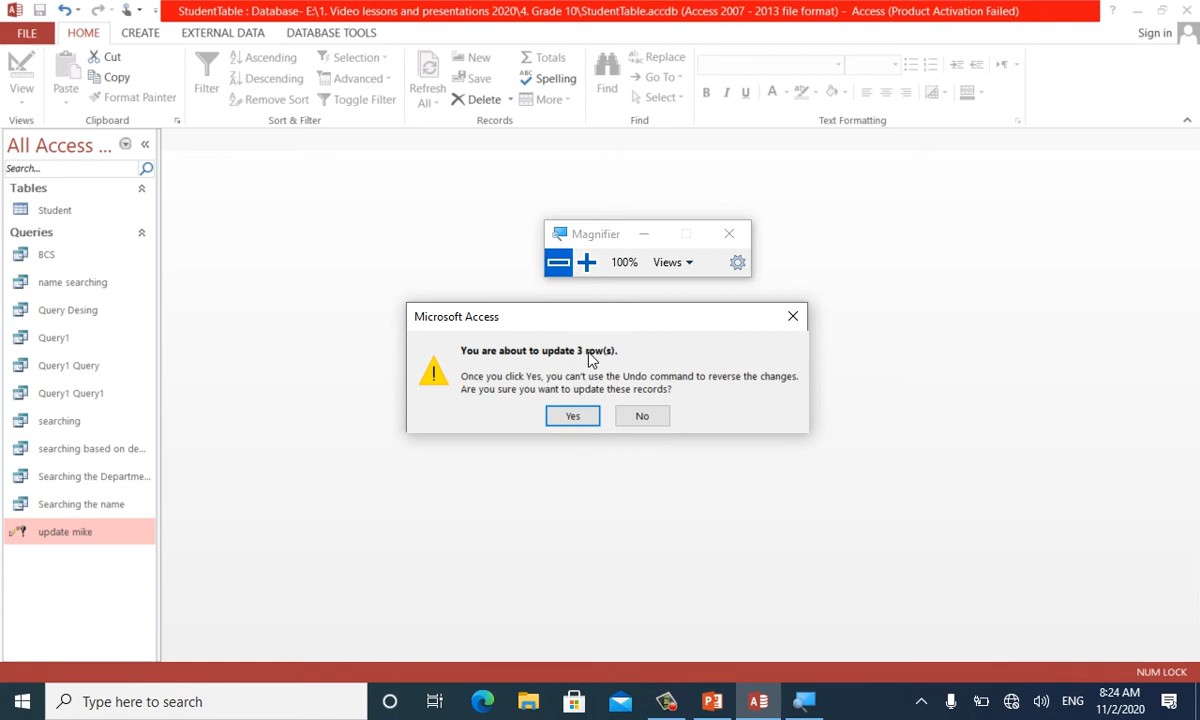 StudentTable : Database- E:\1. Video lessons and presentations 2020\4. Grade 10\StudentTable.accdb (Access 2007 - 2013 file format) - Access (Product Activation Failed) ?
FILE HOME CREATE EXTERNAL DATA DATABASE TOOLS Sign in
View
Views
Paste
Cut
Copy
Format Painter
Clipboard
Filter
Ascending
Descending
Remove Sort
Selection
Advanced
Toggle Filter
Sort & Filter
Refresh
All
New
Save
Delete
Totals
Spelling
More
Records
Find
Replace
Go To
Select
Find
B I U A
Text Formatting
All Access ...
Search...
Tables
Student
Queries
BCS
name searching
Query Desing
Query1
Query1 Query
Query1 Query1
searching
searching based on de...
Searching the Departme...
Searching the name
update mike
Magnifier
100% Views
Microsoft Access
You are about to update 3 row(s).
Once you click Yes, you can't use the Undo command to reverse the changes.
Are you sure you want to update these records?
Yes No
NUM LOCK
Type here to search
ENG
8:24 AM
11/2/2020